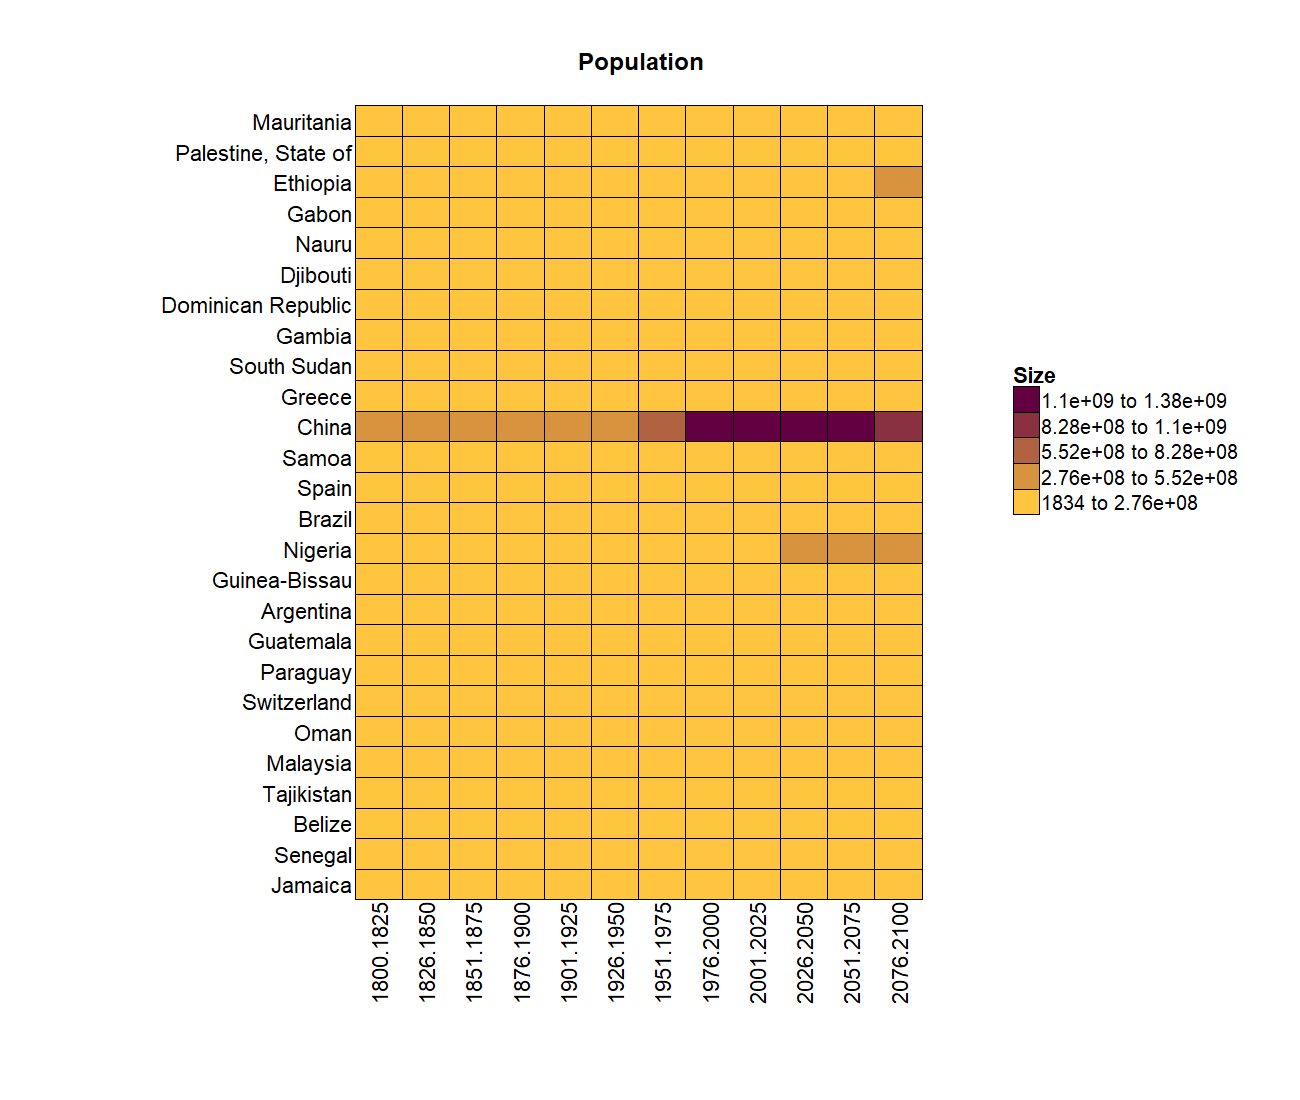 Population
Mauritania
Palestine, State of
Ethiopia
Gabon
Nauru
Djibouti
Dominican Republic
Gambia
South Sudan
Greece
China
Samoa
Spain
Brazil
Nigeria
Guinea-Bissau
Argentina
Guatemala
Paraguay
Switzerland
Oman
Malaysia
Tajikistan
Belize
Senegal
Jamaica
1800.1825
1826.1850
1851.1875
1876.1900
1901.1925
1926.1950
1951.1975
1976.2000
2001.2025
2026.2050
2051.2075
2076.2100
Size
1.1e+09 to 1.38e+09
8.28e+08 to 1.1e+09
5.52e+08 to 8.28e+08
2.76e+08 to 5.52e+08
1834 to 2.76e+08